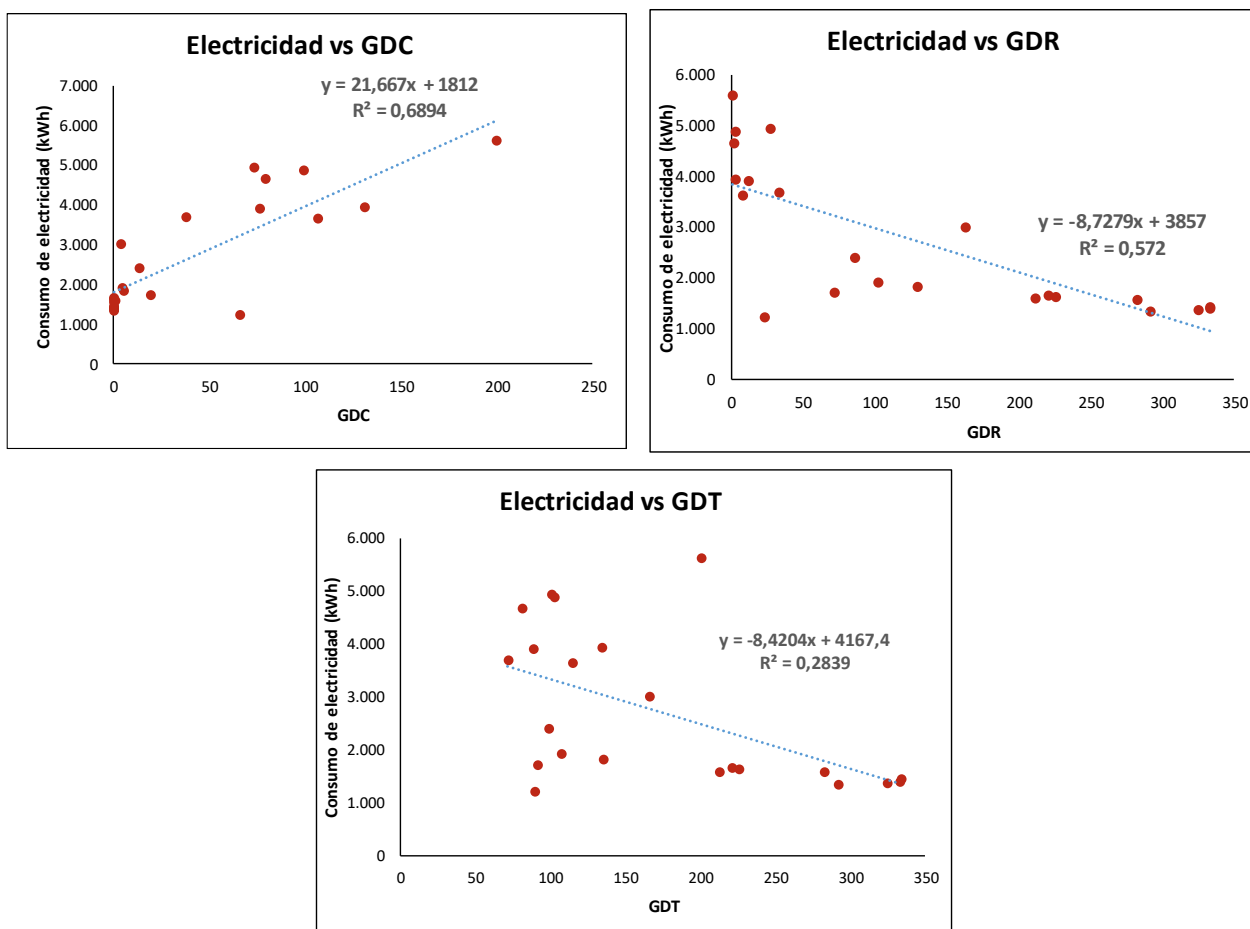 Electricidad vs GDC
y = 21,667x + 1812
R² = 0,6894
Consumo de electricidad (kWh)
7.000
6.000
5.000
4.000
3.000
2.000
1.000
0
0 50 100 150 200 250
GDC
Electricidad vs GDR
y = -8,7279x + 3857
R² = 0,572
Consumo de electricidad (kWh)
6.000
5.000
4.000
3.000
2.000
1.000
0
0 50 100 150 200 250 300 350
GDR
Electricidad vs GDT
y = -8,4204x + 4167,4
R² = 0,2839
Consumo de electricidad (kWh)
6.000
5.000
4.000
3.000
2.000
1.000
0
0 50 100 150 200 250 300 350
GDT